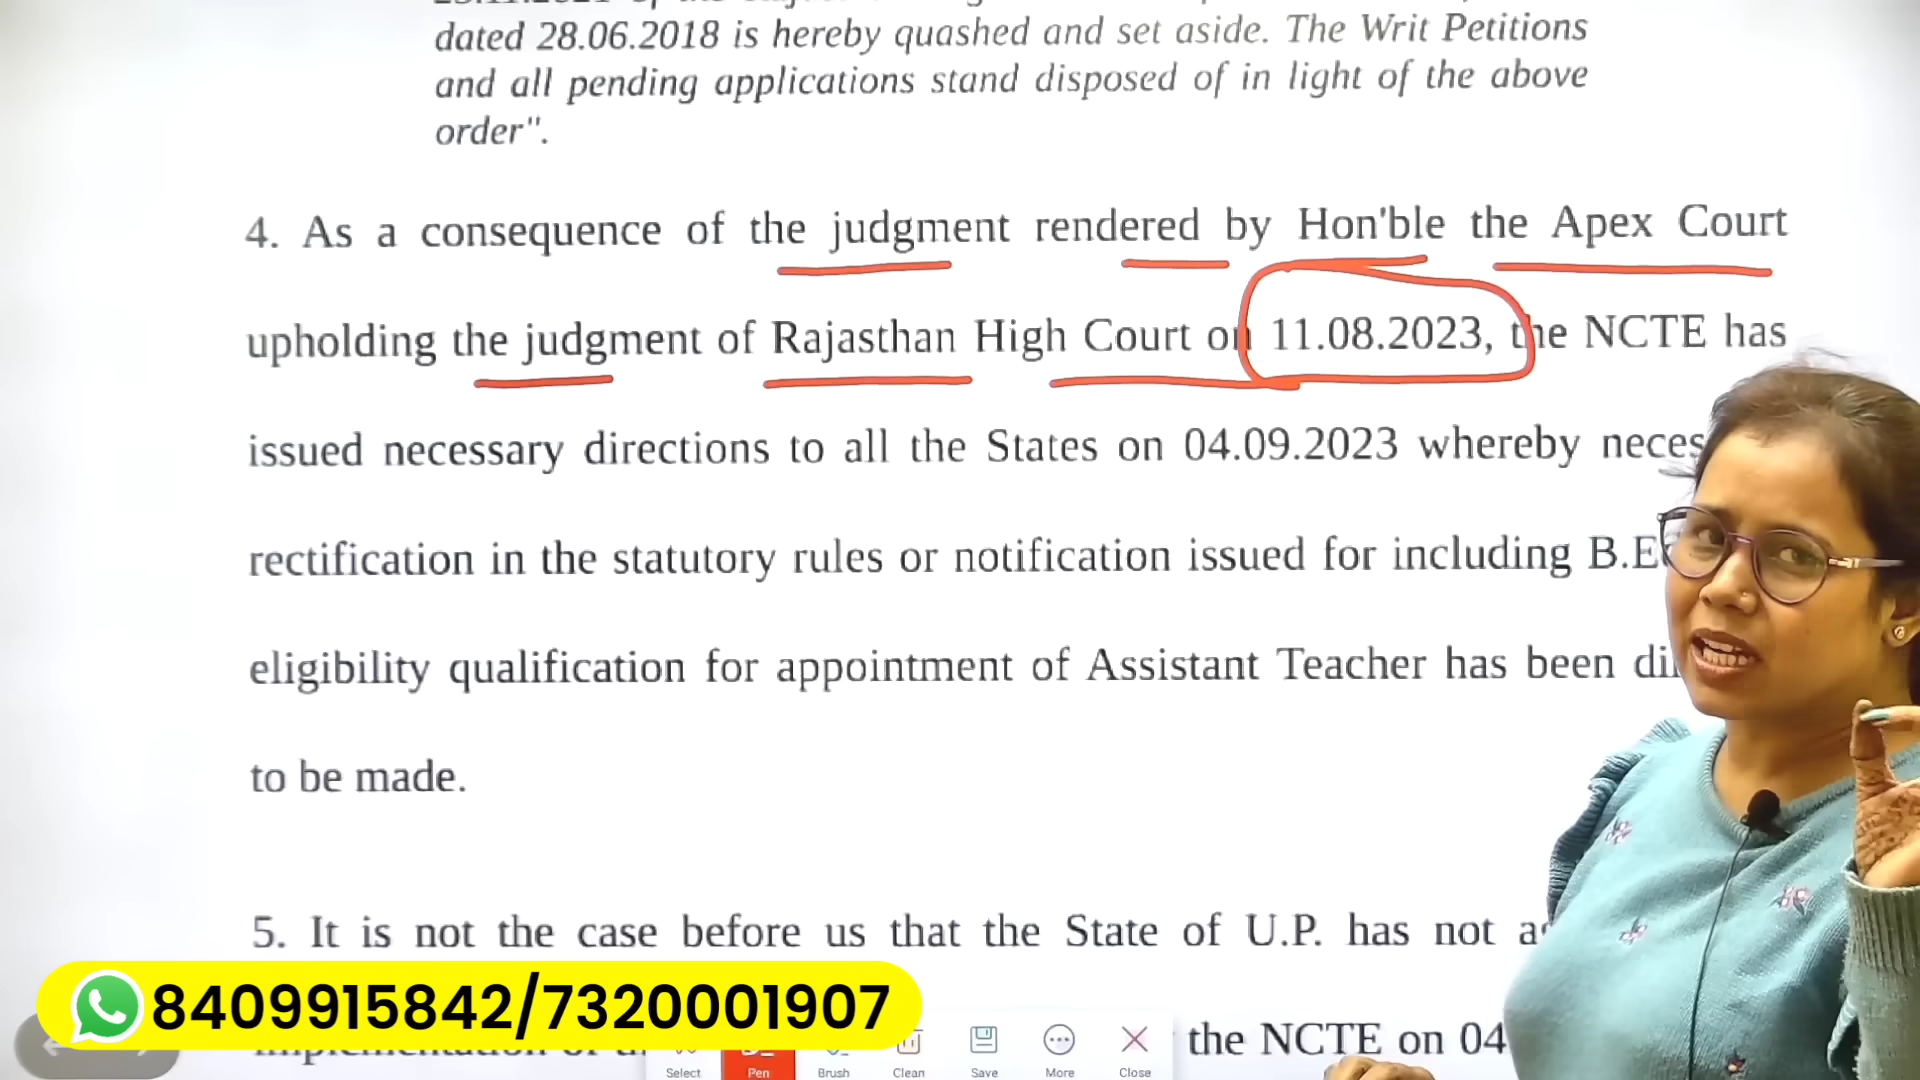 dated 28.06.2018 is hereby quashed and set aside. The Writ Petitions
and all pending applications stand disposed of in light of the above
order".
4. As a consequence of the judgment rendered by Hon'ble the Apex Court
upholding the judgment of Rajasthan High Court on 11.08.2023, the NCTE has
issued necessary directions to all the States on 04.09.2023 whereby
rectification in the statutory rules or notification issued for including
eligibility qualification for appointment of Assistant Teacher has been
to be made.
5. It is not the case before us that the State of U.P. has not
8409915842/7320001907
the NCTE on 04
Select Pen Brush Clean Save More Close